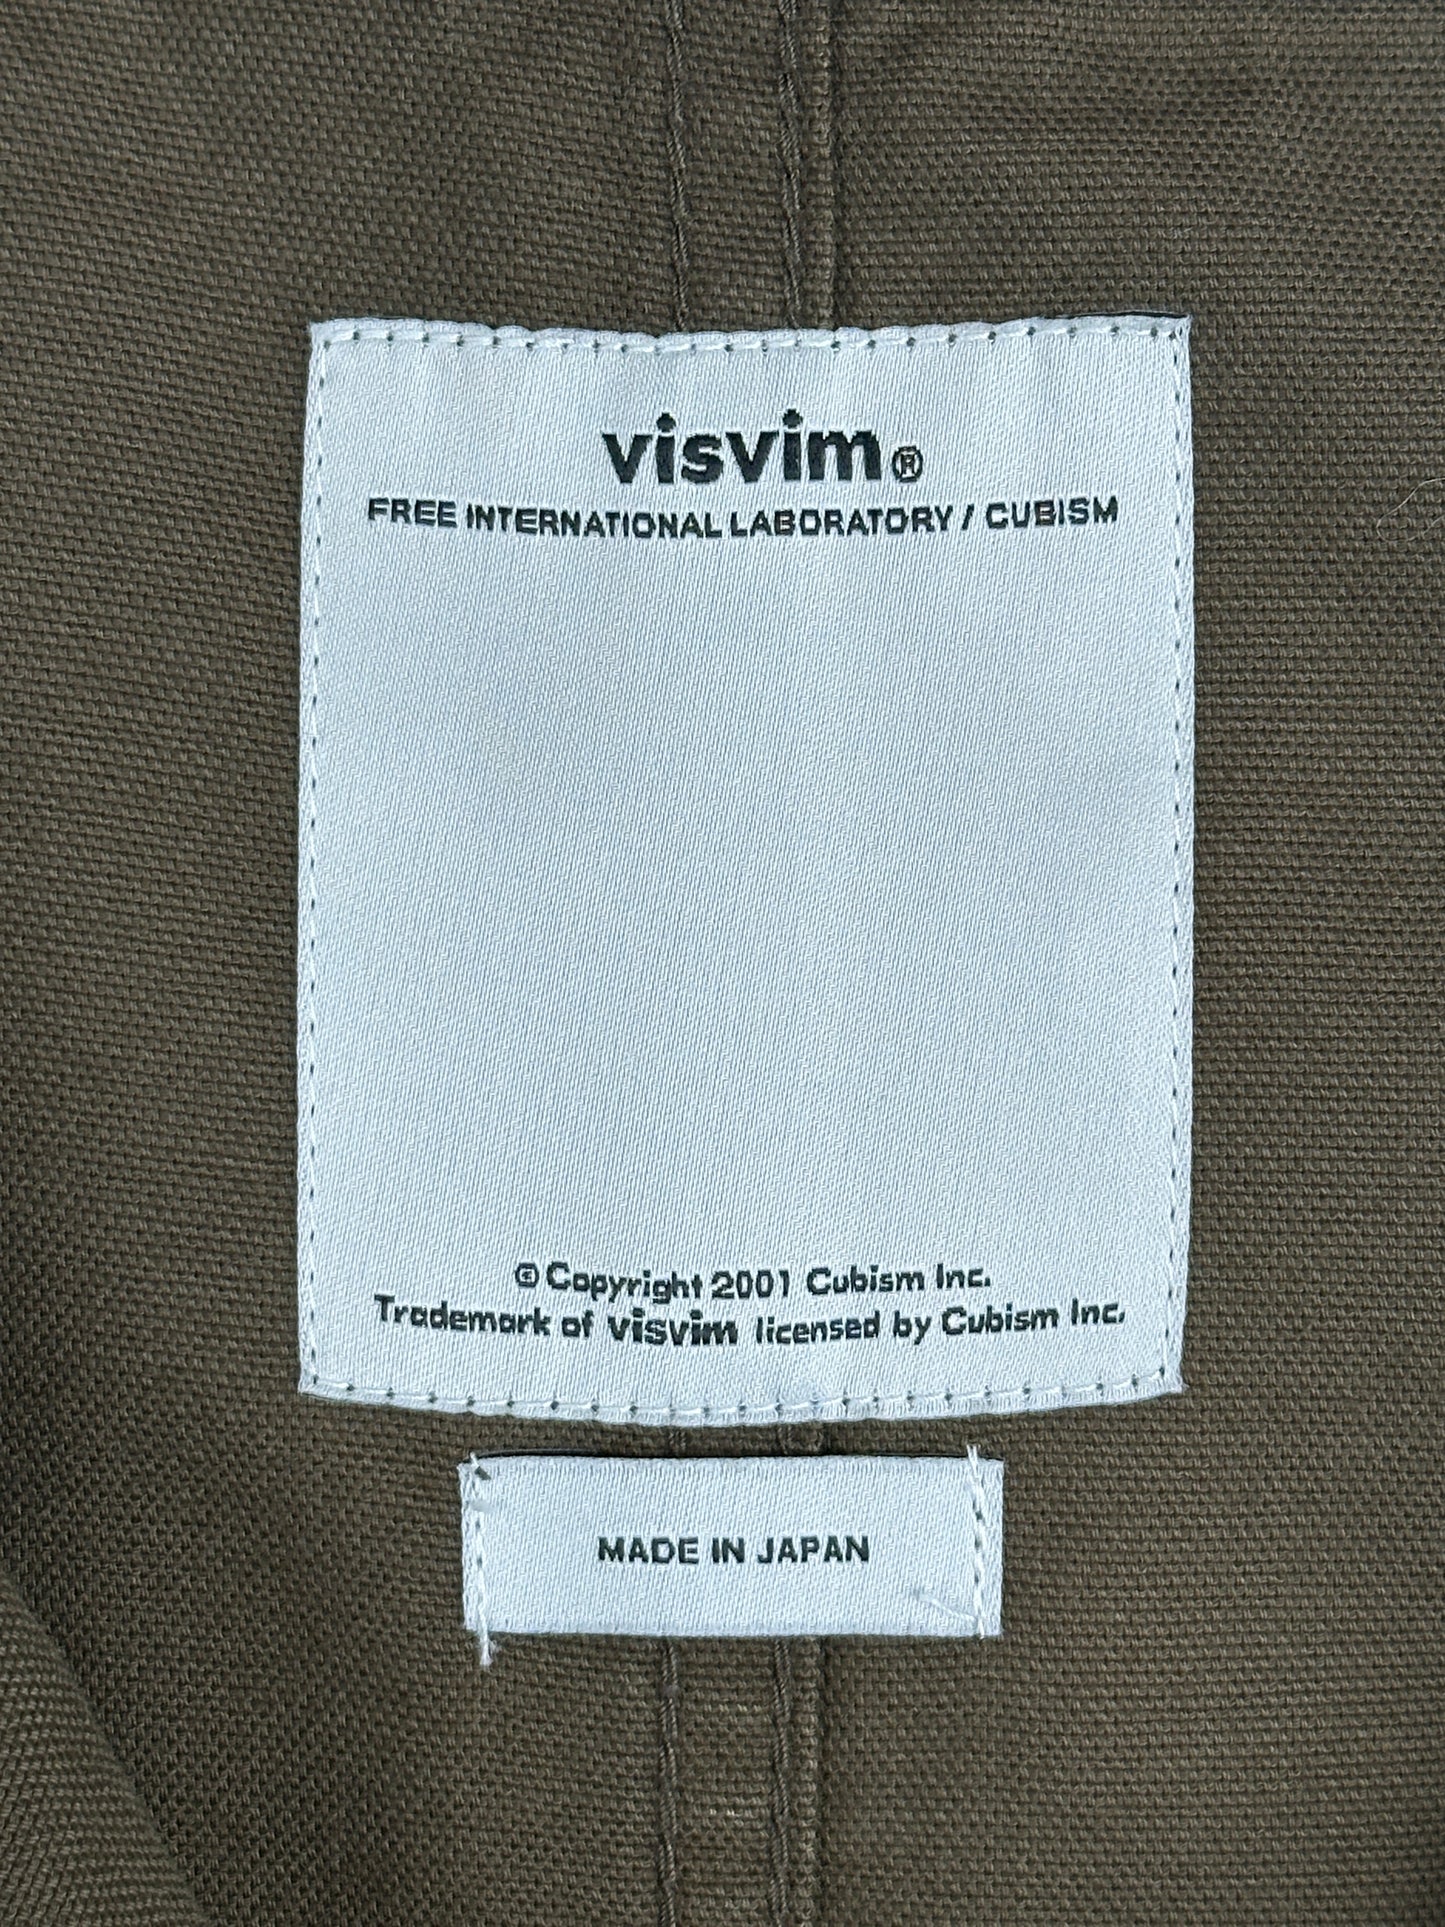 visvim®
FREE INTERNATIONAL LABORATORY / CUBISM
© Copyright 2001 Cubism Inc.
Trademark of visvim licensed by Cubism Inc.
MADE IN JAPAN